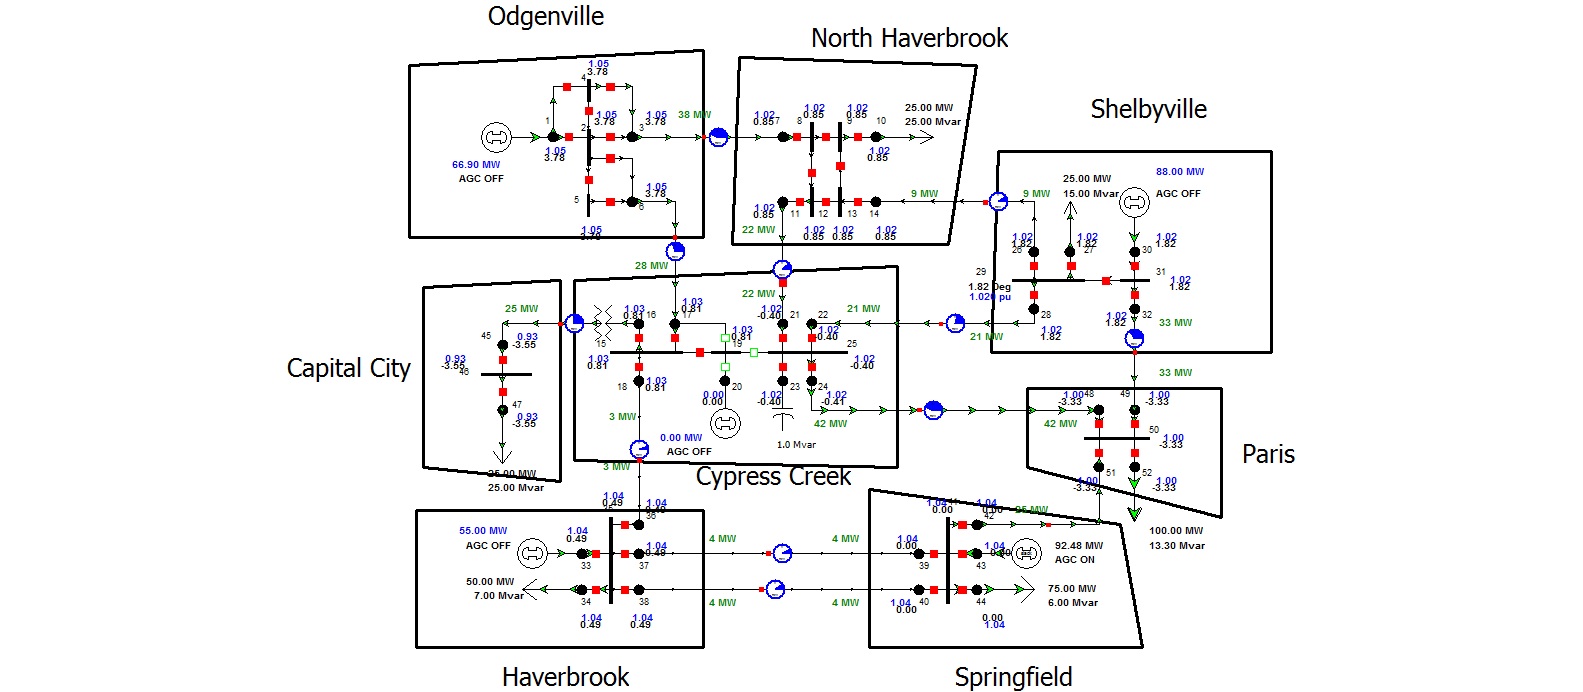 Odgenville
1.05
3.78
4
1
2
1.05
3.78
3
1.05
3.78
38 MW
1.05
3.78
66.90 MW
AGC OFF
1.05
3.78
5
6
1.05
3.78
28 MW
North Haverbrook
1.02
0.85
7
8
1.02
0.85
9
1.02
0.85
10
25.00 MW
25.00 Mvar
1.02
0.85
1.02
0.85
11
12
13
14
1.02
0.85
1.02
0.85
1.02
0.85
22 MW
9 MW
Shelbyville
9 MW
25.00 MW
15.00 Mvar
88.00 MW
AGC OFF
1.02
1.82
26
1.02
1.82
27
1.02
1.82
30
29
1.82 Deg
1.020 pu
31
1.02
1.82
28
1.02
1.82
1.02
1.82
32
33 MW
21 MW
33 MW
Capital City
25 MW
45
0.93
-3.55
0.93
-3.55
46
47
0.93
-3.55
25.00 MW
25.00 Mvar
Cypress Creek
22 MW
21 MW
1.03
0.81
16
1.03
0.81
17
15
1.03
0.81
1.03
0.81
19
1.02
-0.40
21
22
1.02
-0.40
25
1.02
-0.40
18
1.03
0.81
0.00
0.00
20
1.02
-0.40
23
24
1.02
-0.41
42 MW
3 MW
0.00 MW
AGC OFF
1.0 Mvar
3 MW
Paris
1.00
-3.33
48
49
1.00
-3.33
42 MW
50
1.00
-3.33
1.00
-3.33
51
52
1.00
-3.33
100.00 MW
13.30 Mvar
Haverbrook
1.04
0.49
1.04
0.49
36
55.00 MW
AGC OFF
1.04
0.49
33
1.04
0.49
37
50.00 MW
7.00 Mvar
34
38
1.04
0.49
1.04
0.49
4 MW
4 MW
4 MW
4 MW
Springfield
1.04
0.00
1.04
0.00
42
25 MW
1.04
0.00
39
1.04
0.00
43
92.48 MW
AGC ON
1.04
0.00
40
44
75.00 MW
6.00 Mvar
0.00
1.04